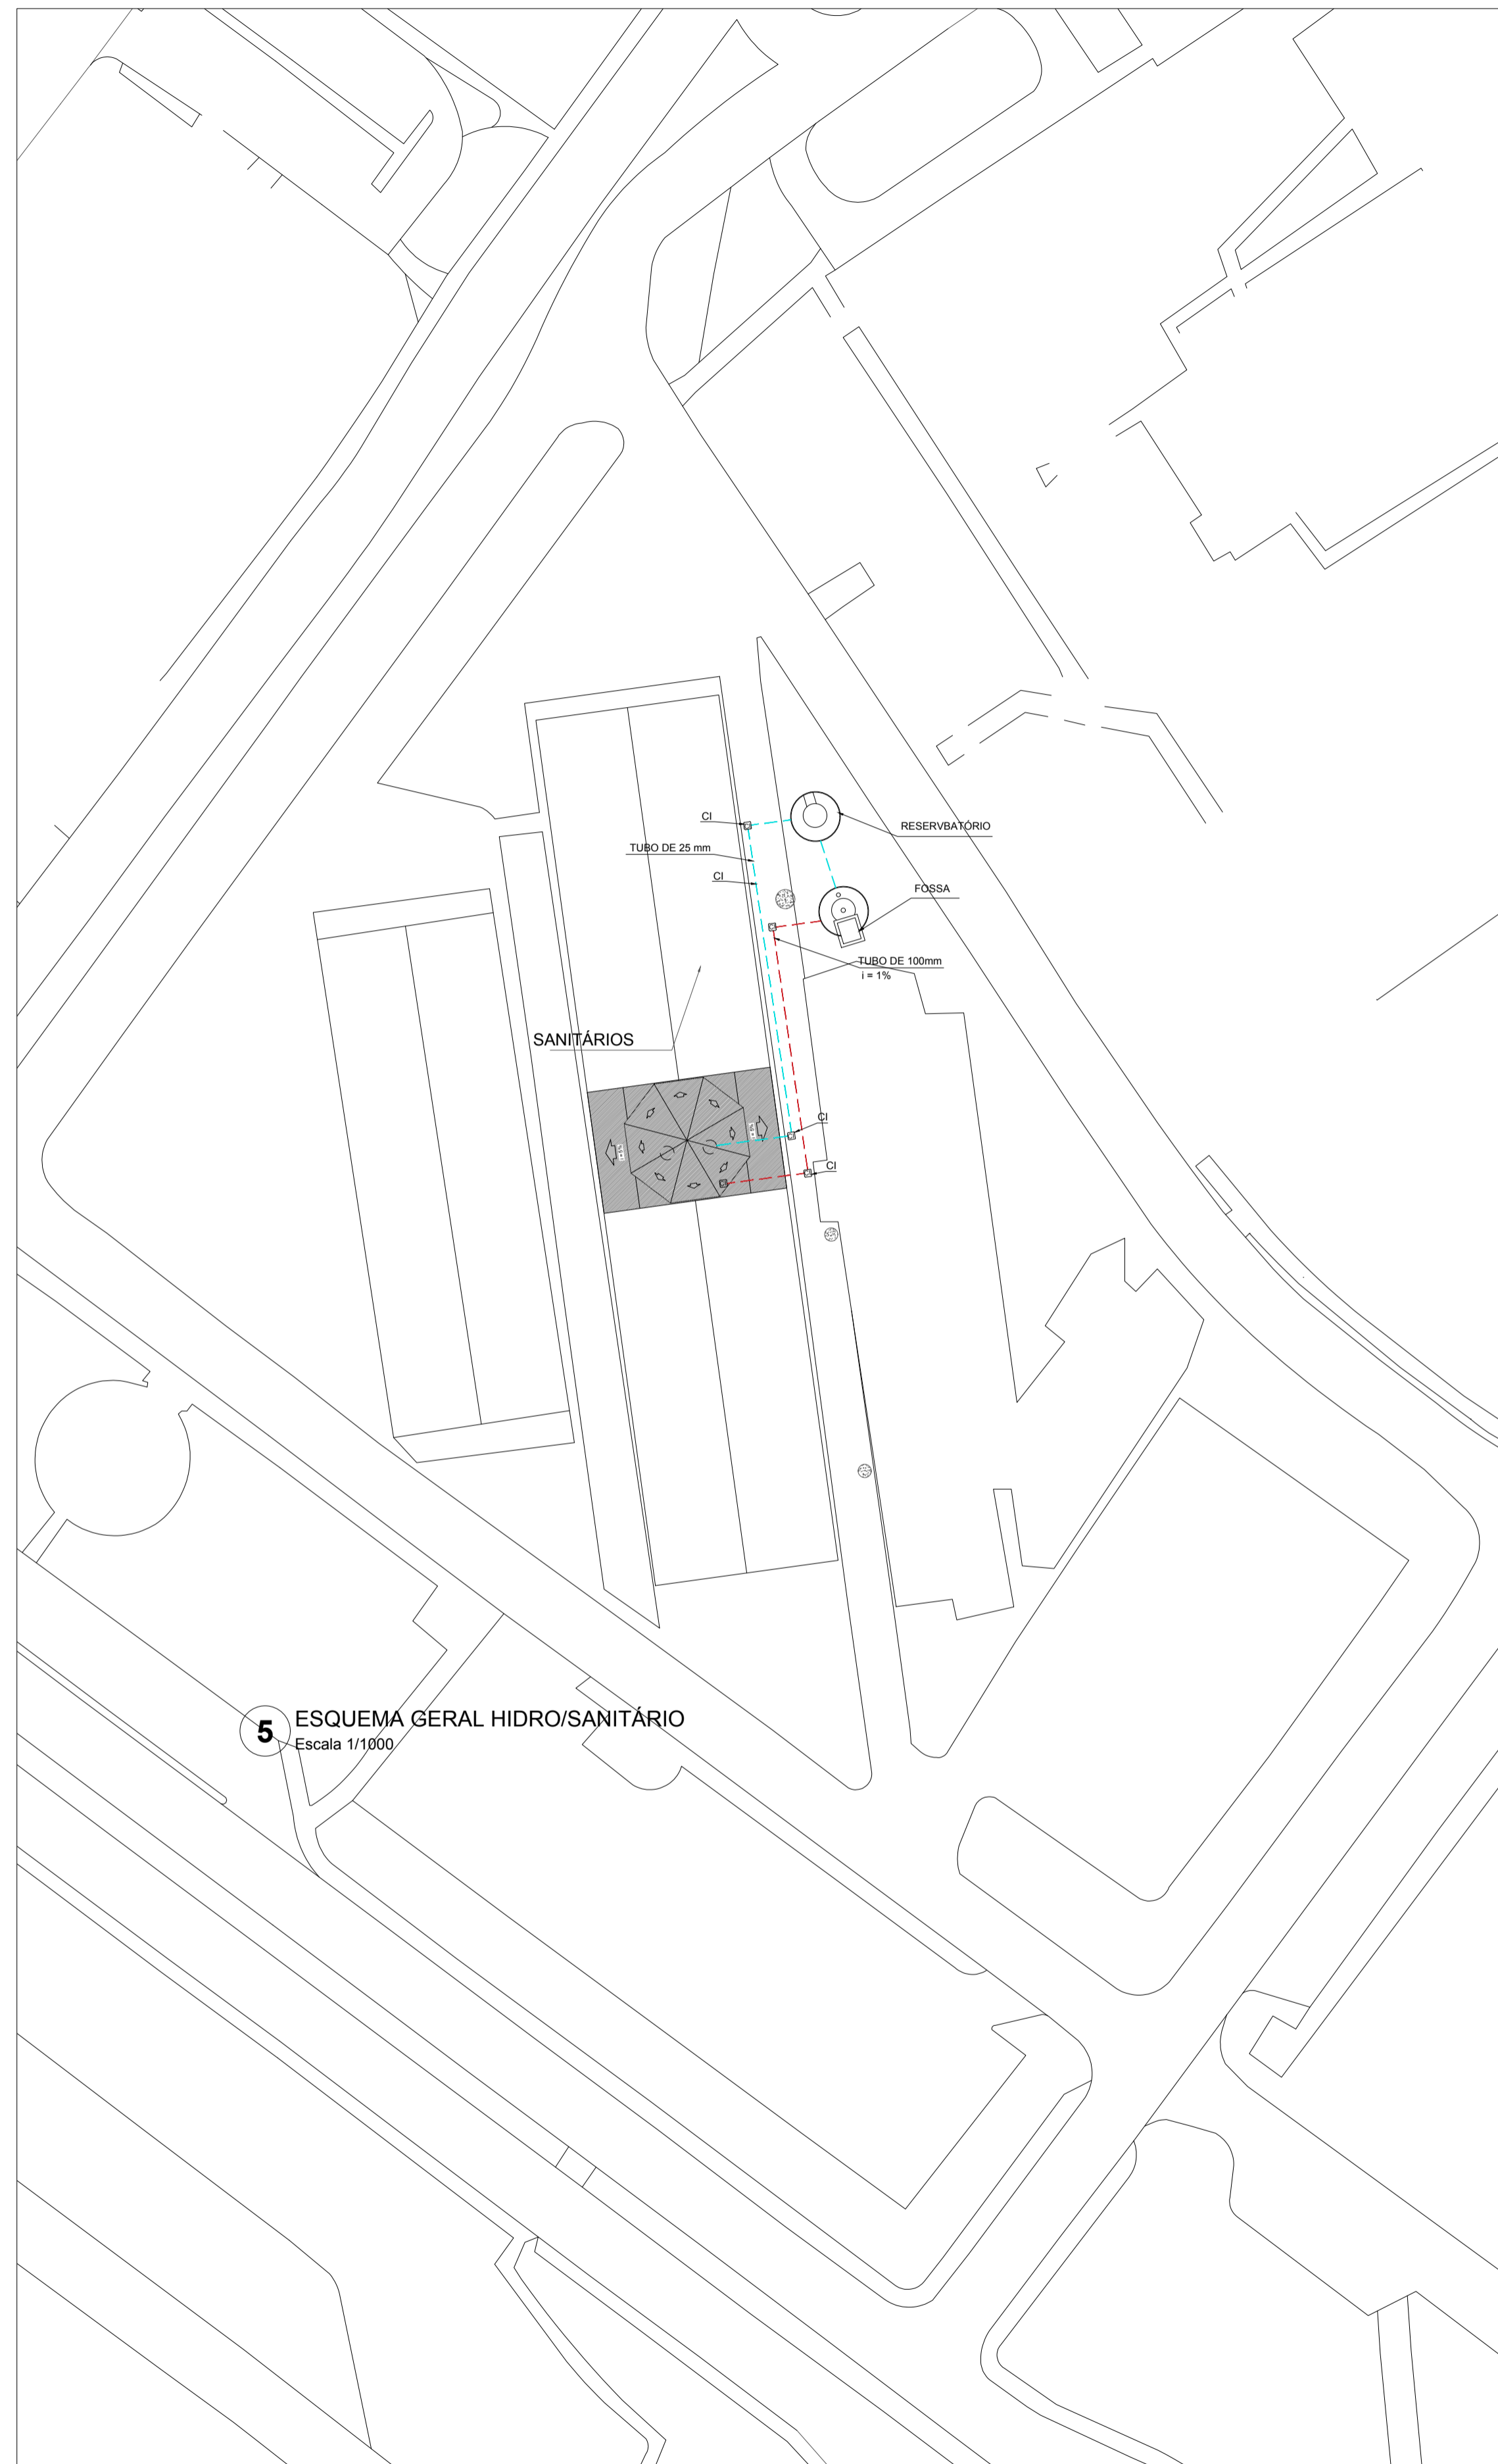 CI
RESERVBATÓRIO
TUBO DE 25 mm
CI
FOSSA
TUBO DE 100mm
i = 1%
SANITÁRIOS
CI
CI
5 ESQUEMA GERAL HIDRO/SANITÁRIO
Escala 1/1000